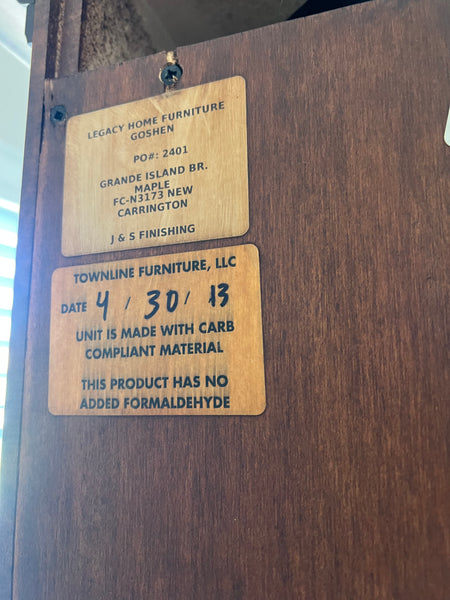 LEGACY HOME FURNITURE
GOSHEN
PO#: 2401
GRANDE ISLAND BR.
MAPLE
FC-N3173 NEW
CARRINGTON
J & S FINISHING
TOWNLINE FURNITURE, LLC
DATE 4 / 30 / 13
UNIT IS MADE WITH CARB
COMPLIANT MATERIAL
THIS PRODUCT HAS NO
ADDED FORMALDEHYDE